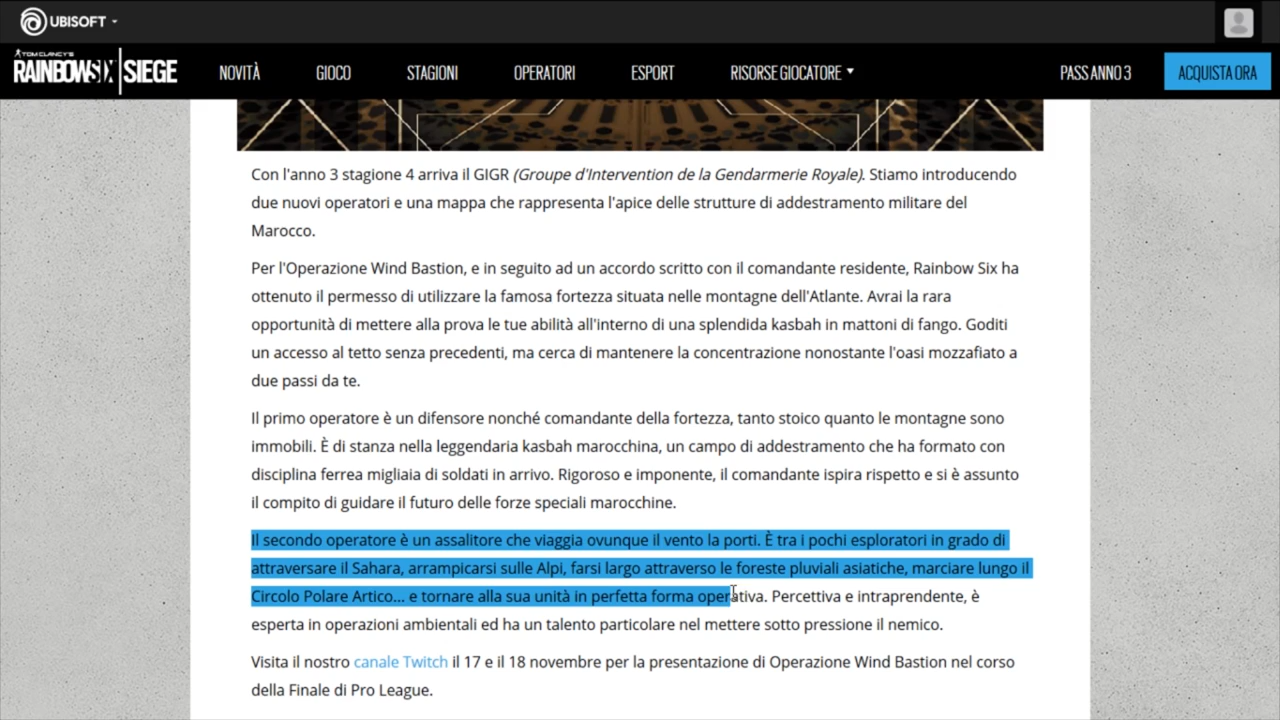 UBISOFT
TOM CLANCY'S
RAINBOWSIX SIEGE
NOVITÀ
GIOCO
STAGIONI
OPERATORI
ESPORT
RISORSE GIOCATORE
PASS ANNO 3
ACQUISTA ORA
Con l'anno 3 stagione 4 arriva il GIGR (Groupe d'Intervention de la Gendarmerie Royale). Stiamo introducendo
due nuovi operatori e una mappa che rappresenta l'apice delle strutture di addestramento militare del
Marocco.
Per l'Operazione Wind Bastion, e in seguito ad un accordo scritto con il comandante residente, Rainbow Six ha
ottenuto il permesso di utilizzare la famosa fortezza situata nelle montagne dell'Atlante. Avrai la rara
opportunità di mettere alla prova le tue abilità all'interno di una splendida kasbah in mattoni di fango. Goditi
un accesso al tetto senza precedenti, ma cerca di mantenere la concentrazione nonostante l'oasi mozzafiato a
due passi da te.
Il primo operatore è un difensore nonché comandante della fortezza, tanto stoico quanto le montagne sono
immobili. È di stanza nella leggendaria kasbah marocchina, un campo di addestramento che ha formato con
disciplina ferrea migliaia di soldati in arrivo. Rigoroso e imponente, il comandante ispira rispetto e si è assunto
il compito di guidare il futuro delle forze speciali marocchine.
Il secondo operatore è un assalitore che viaggia ovunque il vento la porti. È tra i pochi esploratori in grado di
attraversare il Sahara, arrampicarsi sulle Alpi, farsi largo attraverso le foreste pluviali asiatiche, marciare lungo il
Circolo Polare Artico... e tornare alla sua unità in perfetta forma operativa. Percettiva e intraprendente, è
esperta in operazioni ambientali ed ha un talento particolare nel mettere sotto pressione il nemico.
Visita il nostro canale Twitch il 17 e il 18 novembre per la presentazione di Operazione Wind Bastion nel corso
della Finale di Pro League.